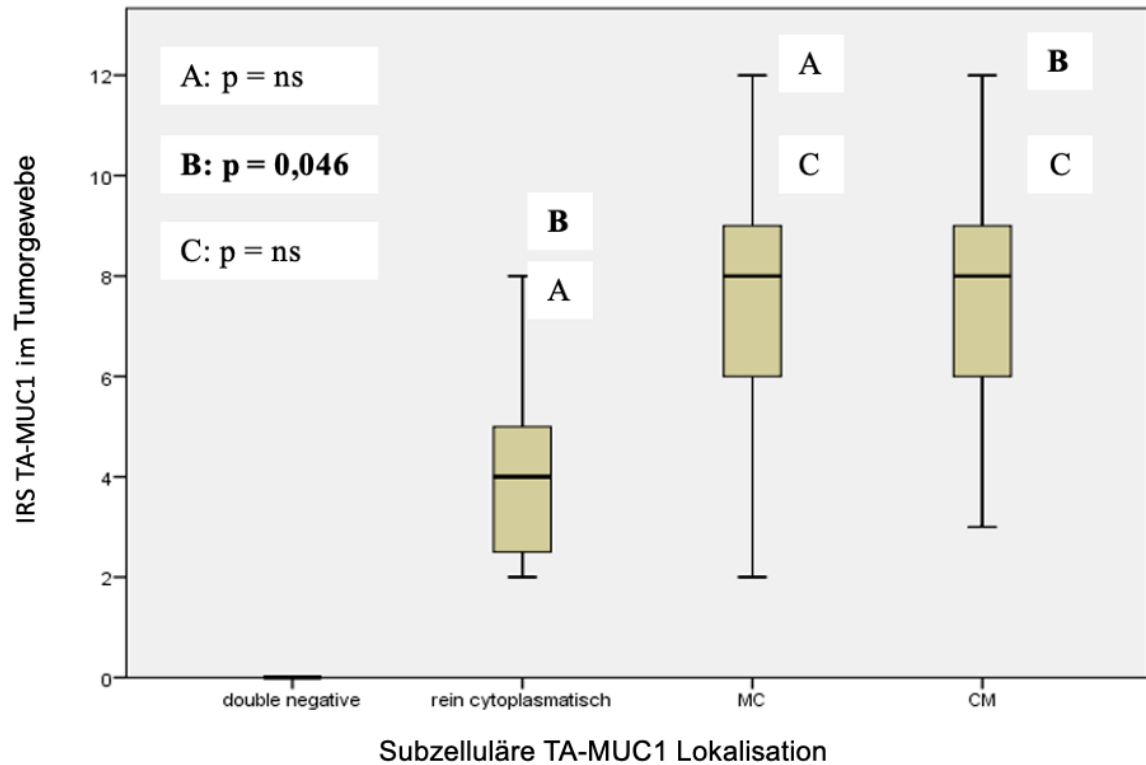 A: p = ns
B: p = 0,046
C: p = ns
A
B
C
C
B
A
IRS TA-MUC1 im Tumorgewebe
12
10
8
6
4
2
0
double negative
rein cytoplasmatisch
MC
CM
Subzelluläre TA-MUC1 Lokalisation